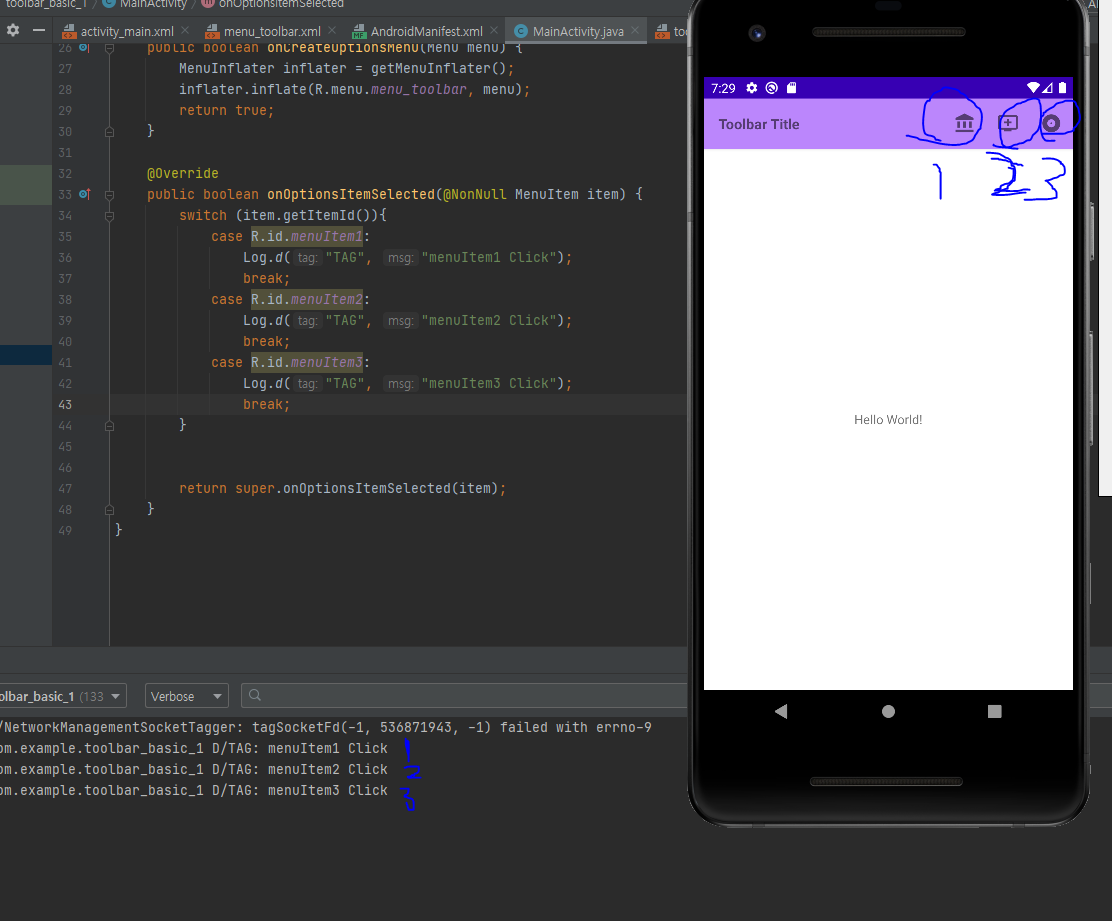 toolbar_basic_1 / MainActivity / onOptionsItemSelected
activity_main.xml menu_toolbar.xml AndroidManifest.xml MainActivity.java
26 public boolean onCreateOptionsMenu(Menu menu) {
27 MenuInflater inflater = getMenuInflater();
28 inflater.inflate(R.menu.menu_toolbar, menu);
29 return true;
30 }
31
32 @Override
33 public boolean onOptionsItemSelected(@NonNull MenuItem item) {
34 switch (item.getItemId()){
35 case R.id.menuItem1:
36 Log.d( tag: "TAG", msg: "menuItem1 Click");
37 break;
38 case R.id.menuItem2:
39 Log.d( tag: "TAG", msg: "menuItem2 Click");
40 break;
41 case R.id.menuItem3:
42 Log.d( tag: "TAG", msg: "menuItem3 Click");
43 break;
44 }
45
46
47 return super.onOptionsItemSelected(item);
48 }
49 }
7:29
Toolbar Title
1 2 3
Hello World!
olbar_basic_1 (133 Verbose
/NetworkManagementSocketTagger: tagSocketFd(-1, 536871943, -1) failed with errno-9
om.example.toolbar_basic_1 D/TAG: menuItem1 Click 1
om.example.toolbar_basic_1 D/TAG: menuItem2 Click 2
om.example.toolbar_basic_1 D/TAG: menuItem3 Click 3